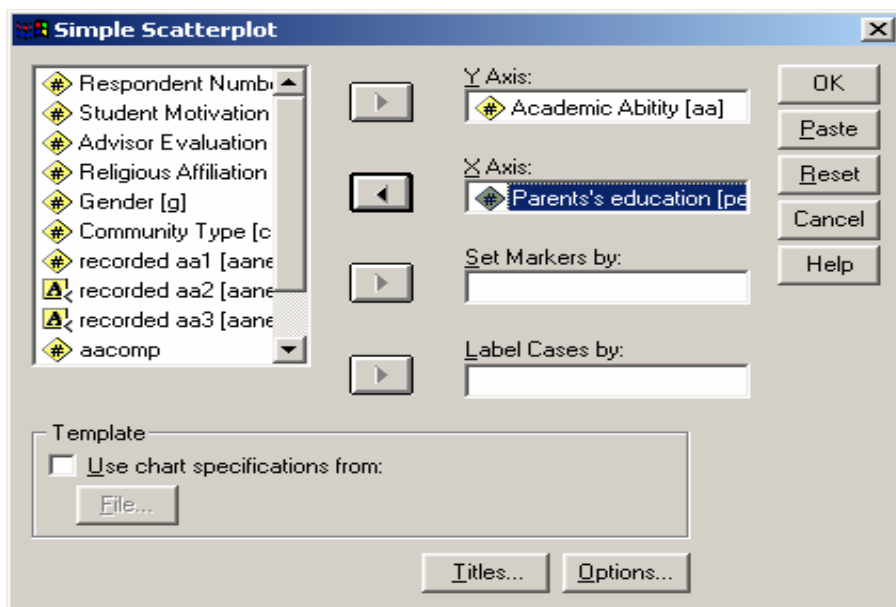 Simple Scatterplot
Respondent Numbe
Student Motivation
Advisor Evaluation
Religious Affiliation
Gender [g]
Community Type [c
recorded aa1 [aane
recorded aa2 [aane
recorded aa3 [aane
aacomp
Y Axis:
Academic Abitity [aa]
X Axis:
Parents's education [pe
Set Markers by:
Label Cases by:
OK
Paste
Reset
Cancel
Help
Template
Use chart specifications from:
File...
Titles...
Options...